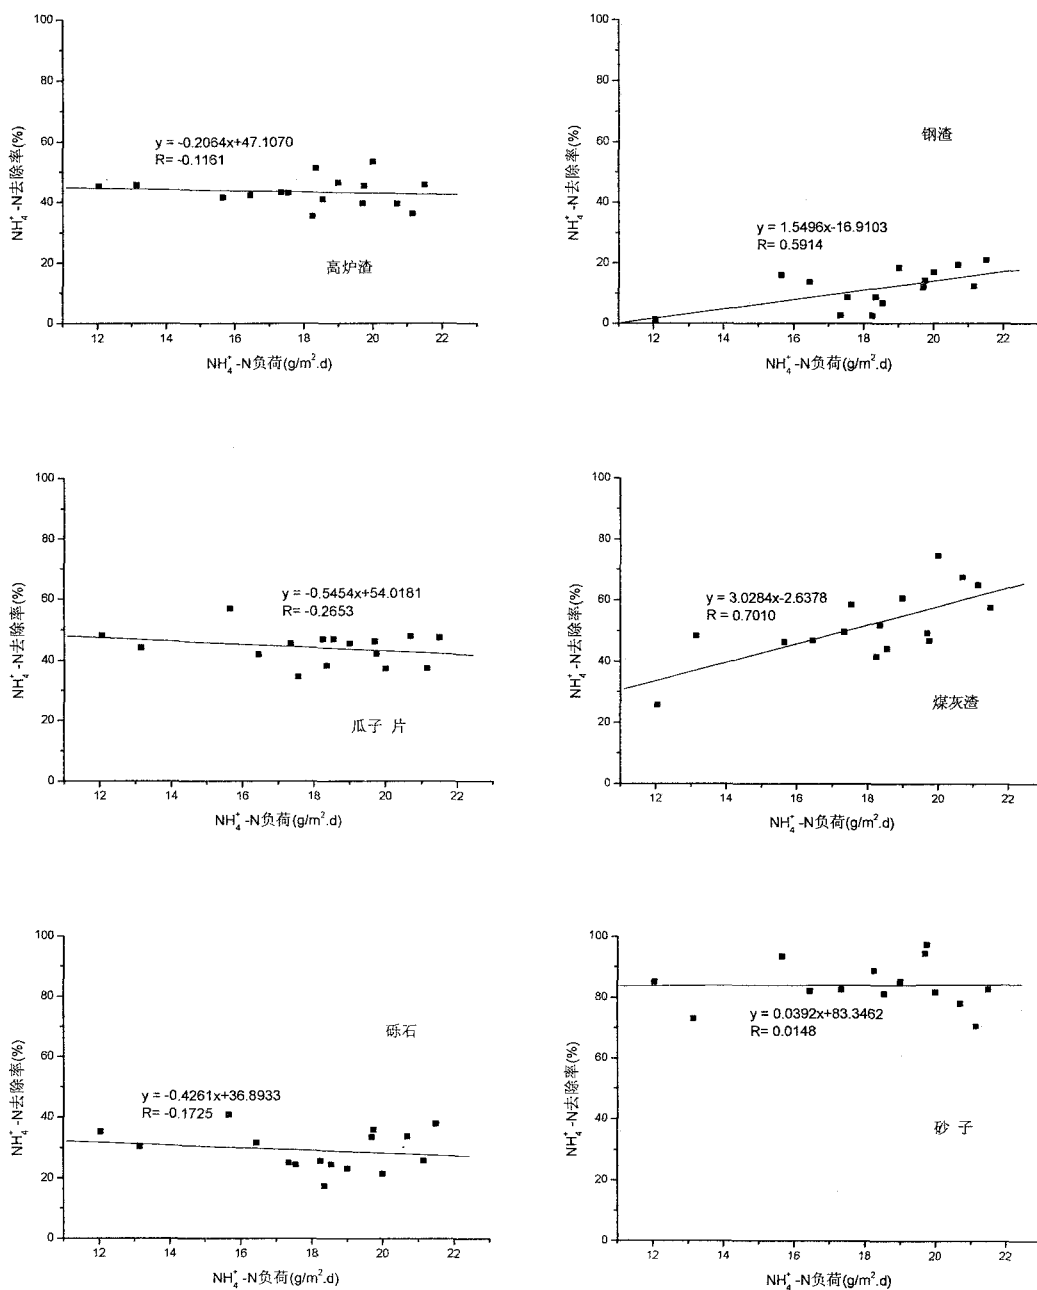 100
80
60
40
20
0
NH₄⁺-N去除率(%)
y = -0.2064x+47.1070
R= -0.1161
高炉渣
12 14 16 18 20 22
NH₄⁺-N负荷(g/m².d)
100
80
60
40
20
0
NH₄⁺-N去除率(%)
钢渣
y = 1.5496x-16.9103
R= 0.5914
12 14 16 18 20 22
NH₄⁺-N负荷(g/m².d)
100
80
60
40
20
0
NH₄⁺-N去除率(%)
y = -0.5454x+54.0181
R= -0.2653
瓜子 片
12 14 16 18 20 22
NH₄⁺-N负荷(g/m².d)
100
80
60
40
20
0
NH₄⁺-N去除率(%)
y = 3.0284x-2.6378
R = 0.7010
煤灰渣
12 14 16 18 20 22
NH₄⁺-N负荷(g/m².d)
100
80
60
40
20
0
NH₄⁺-N去除率(%)
砾石
y = -0.4261x+36.8933
R= -0.1725
12 14 16 18 20 22
NH₄⁺-N负荷(g/m².d)
100
80
60
40
20
0
NH₄⁺-N去除率(%)
y = 0.0392x+83.3462
R= 0.0148
砂 子
12 14 16 18 20 22
NH₄⁺-N负荷(g/m².d)